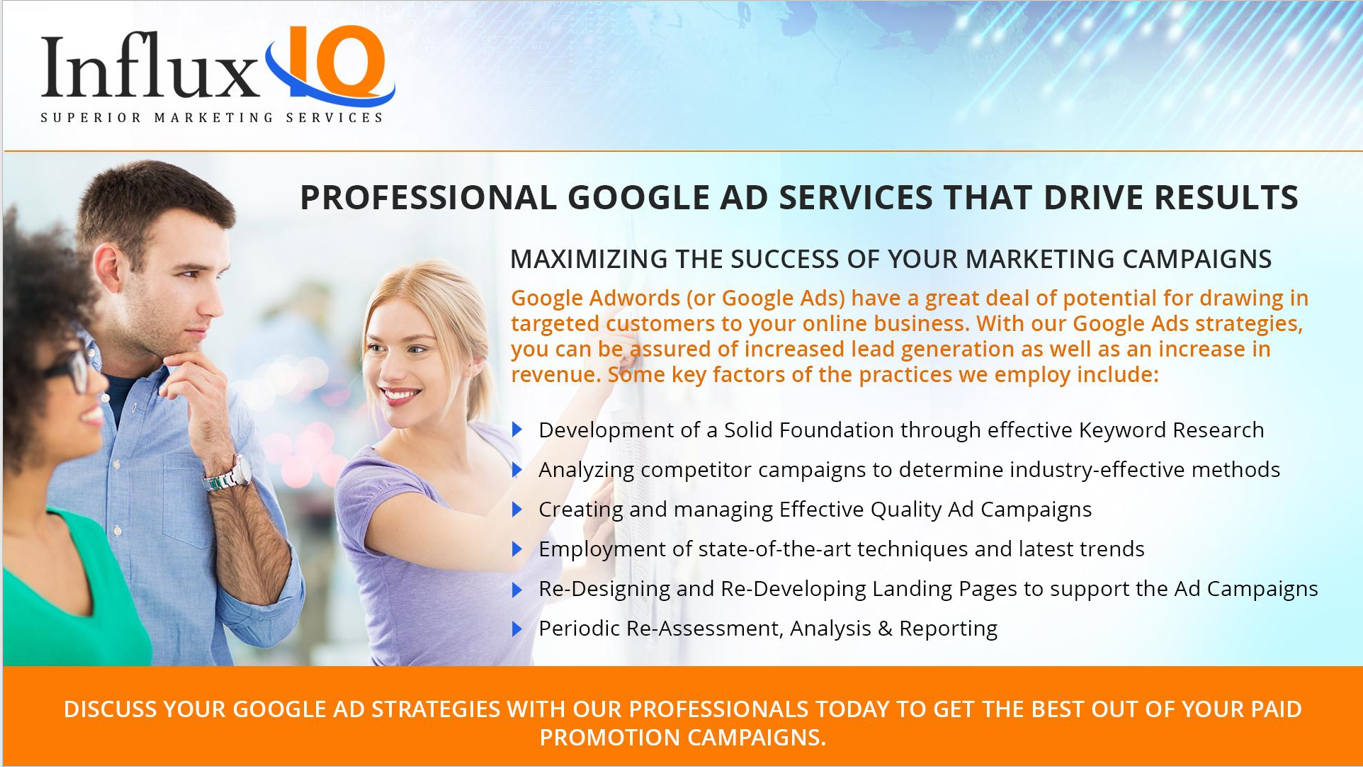 Influx IQ
SUPERIOR MARKETING SERVICES
PROFESSIONAL GOOGLE AD SERVICES THAT DRIVE RESULTS
MAXIMIZING THE SUCCESS OF YOUR MARKETING CAMPAIGNS
Google Adwords (or Google Ads) have a great deal of potential for drawing in
targeted customers to your online business. With our Google Ads strategies,
you can be assured of increased lead generation as well as an increase in
revenue. Some key factors of the practices we employ include:
Development of a Solid Foundation through effective Keyword Research
Analyzing competitor campaigns to determine industry-effective methods
Creating and managing Effective Quality Ad Campaigns
Employment of state-of-the-art techniques and latest trends
Re-Designing and Re-Developing Landing Pages to support the Ad Campaigns
Periodic Re-Assessment, Analysis & Reporting
DISCUSS YOUR GOOGLE AD STRATEGIES WITH OUR PROFESSIONALS TODAY TO GET THE BEST OUT OF YOUR PAID
PROMOTION CAMPAIGNS.